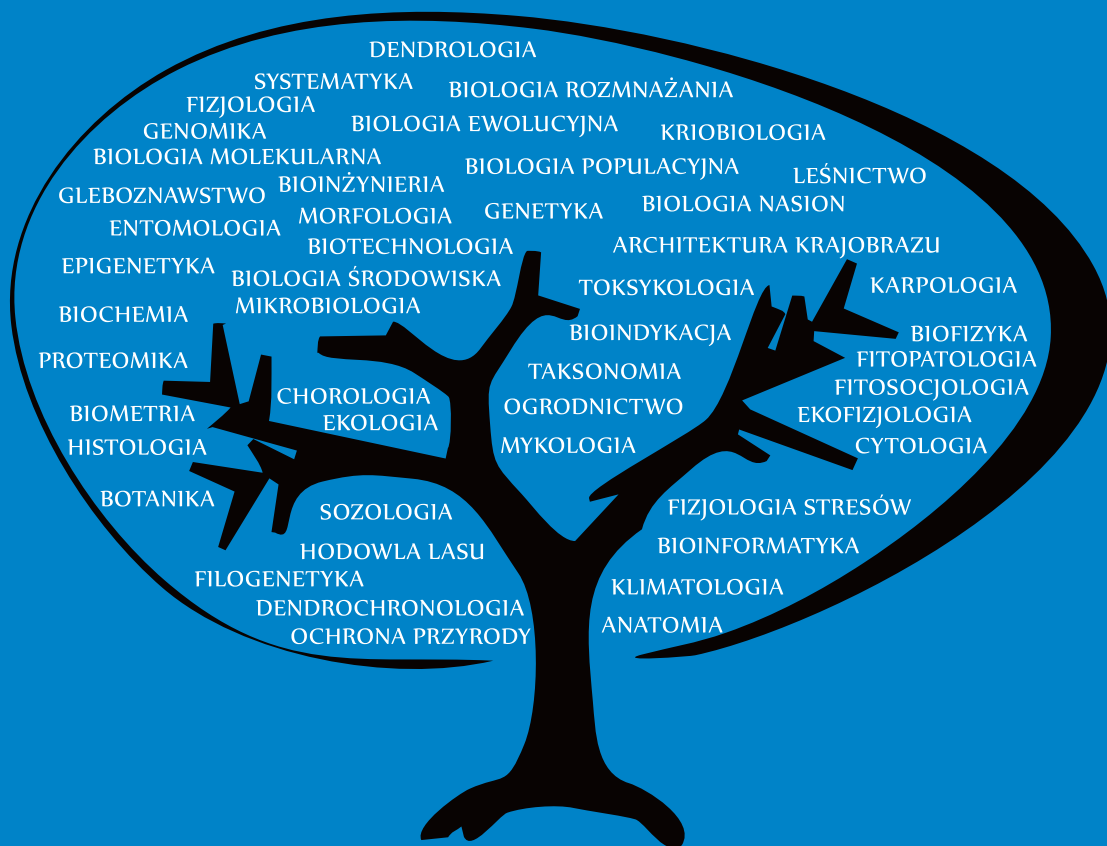 DENDROLOGIA
SYSTEMATYKA
BIOLOGIA ROZMNAŻANIA
FIZJOLOGIA
BIOLOGIA EWOLUCYJNA
GENOMIKA
KRIOBIOLOGIA
BIOLOGIA MOLEKULARNA
BIOLOGIA POPULACYJNA
LEŚNICTWO
BIOINŻYNIERIA
GLEBOZNAWSTWO
BIOLOGIA NASION
GENETYKA
MORFOLOGIA
ENTOMOLOGIA
BIOTECHNOLOGIA
ARCHITEKTURA KRAJOBRAZU
EPIGENETYKA
BIOLOGIA ŚRODOWISKA
TOKSYKOLOGIA
KARPOLOGIA
MIKROBIOLOGIA
BIOCHEMIA
BIOINDYKACJA
BIOFIZYKA
PROTEOMIKA
FITOPATOLOGIA
TAKSONOMIA
FITOSOCJOLOGIA
CHOROLOGIA
OGRODNICTWO
BIOMETRIA
EKOFIZJOLOGIA
EKOLOGIA
HISTOLOGIA
MYKOLOGIA
CYTOLOGIA
BOTANIKA
FIZJOLOGIA STRESÓW
SOZOLOGIA
BIOINFORMATYKA
HODOWLA LASU
FILOGENETYKA
KLIMATOLOGIA
DENDROCHRONOLOGIA
ANATOMIA
OCHRONA PRZYRODY